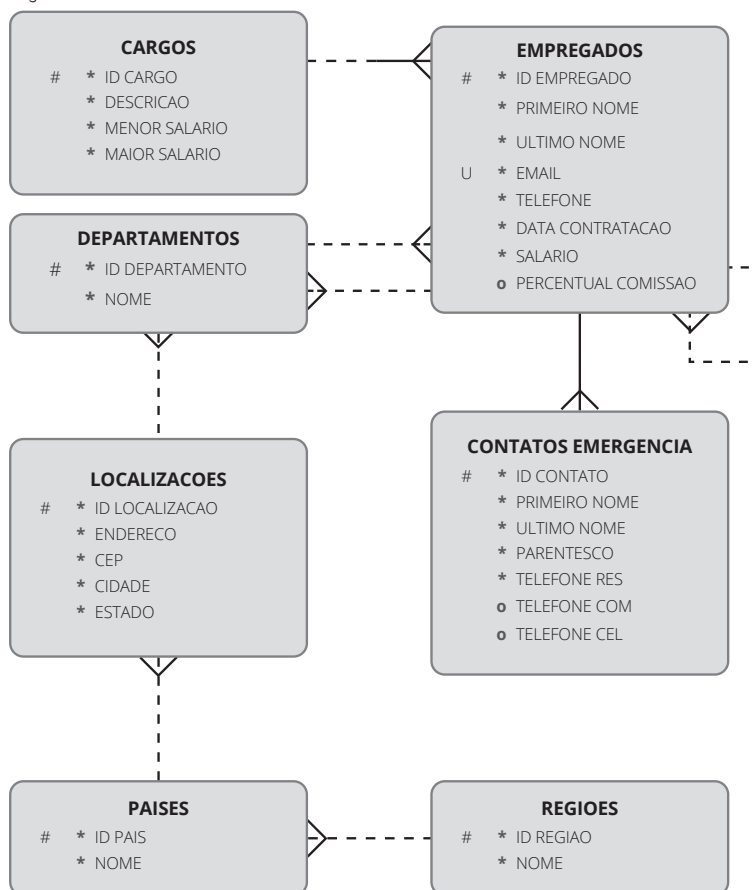 CARGOS
# * ID CARGO
* DESCRICAO
* MENOR SALARIO
* MAIOR SALARIO
EMPREGADOS
# * ID EMPREGADO
* PRIMEIRO NOME
* ULTIMO NOME
U * EMAIL
* TELEFONE
* DATA CONTRATACAO
* SALARIO
o PERCENTUAL COMISSAO
DEPARTAMENTOS
# * ID DEPARTAMENTO
* NOME
LOCALIZACOES
# * ID LOCALIZACAO
* ENDERECO
* CEP
* CIDADE
* ESTADO
CONTATOS EMERGENCIA
# * ID CONTATO
* PRIMEIRO NOME
* ULTIMO NOME
* PARENTESCO
* TELEFONE RES
o TELEFONE COM
o TELEFONE CEL
PAISES
# * ID PAIS
* NOME
REGIOES
# * ID REGIAO
* NOME